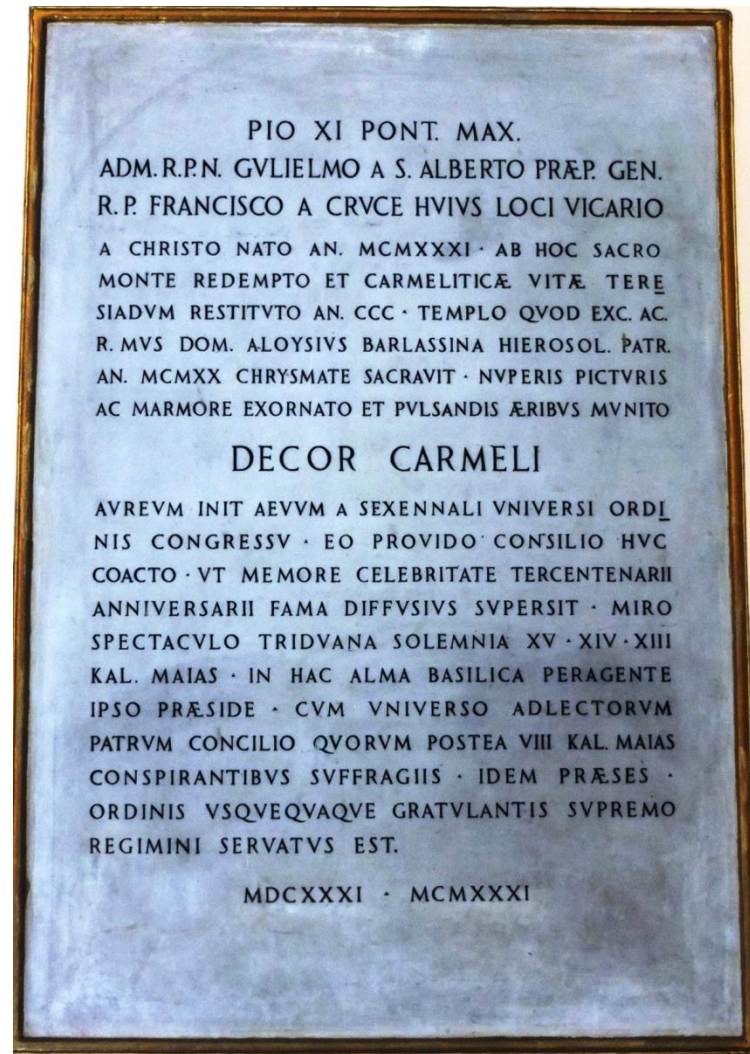 PIO XI PONT. MAX.
ADM. R.P.N. GVLIELMO A S. ALBERTO PRÆP. GEN.
R.P. FRANCISCO A CRVCE HVIVS LOCI VICARIO
A CHRISTO NATO AN. MCMXXXI · AB HOC SACRO
MONTE REDEMPTO ET CARMELITICÆ VITÆ TERE
SIADVM RESTITVTO AN. CCC · TEMPLO QVOD EXC. AC.
R. MVS DOM. ALOYSIVS BARLASSINA HIEROSOL. PATR.
AN. MCMXX CHRYSMATE SACRAVIT · NVPERIS PICTVRIS
AC MARMORE EXORNATO ET PVLSANDIS ÆRIBVS MVNITO
DECOR CARMELI
AVREVM INIT AEVVM A SEXENNALI VNIVERSI ORDI
NIS CONGRESSV · EO PROVIDO CONSILIO HVC
COACTO · VT MEMORE CELEBRITATE TERCENTENARII
ANNIVERSARII FAMA DIFFVSIVS SVPERSIT · MIRO
SPECTACVLO TRIDVANA SOLEMNIA XV · XIV · XIII
KAL. MAIAS · IN HAC ALMA BASILICA PERAGENTE
IPSO PRÆSIDE · CVM VNIVERSO ADLECTORVM
PATRVM CONCILIO QVORVM POSTEA VIII KAL. MAIAS
CONSPIRANTIBVS SVFFRAGIIS · IDEM PRÆSES ·
ORDINIS VSQVEQVAQVE GRATVLANTIS SVPREMO
REGIMINI SERVATVS EST.
MDCXXXI · MCMXXXI